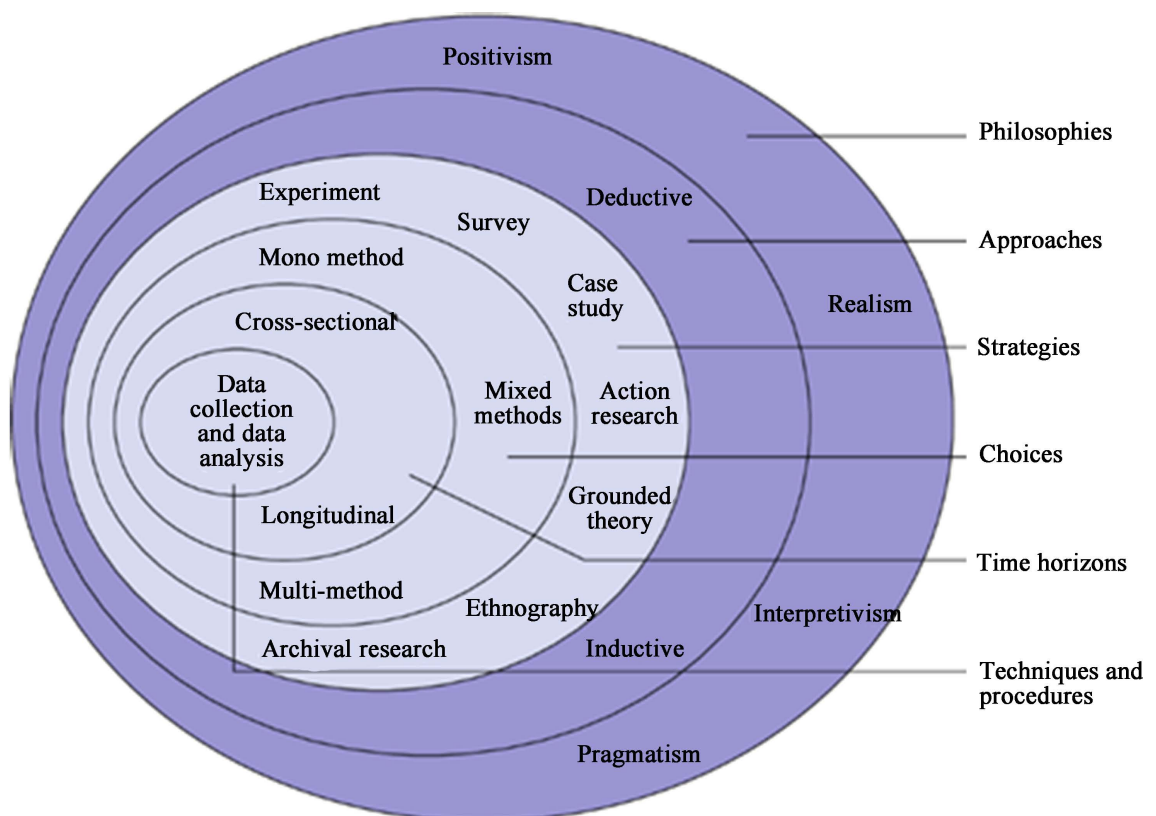 Positivism
Philosophies
Experiment
Deductive
Survey
Approaches
Mono method
Case
study
Realism
Cross-sectional
Strategies
Data
collection
and data
analysis
Mixed
methods
Action
research
Choices
Grounded
theory
Longitudinal
Time horizons
Multi-method
Ethnography
Interpretivism
Archival research
Inductive
Techniques and
procedures
Pragmatism